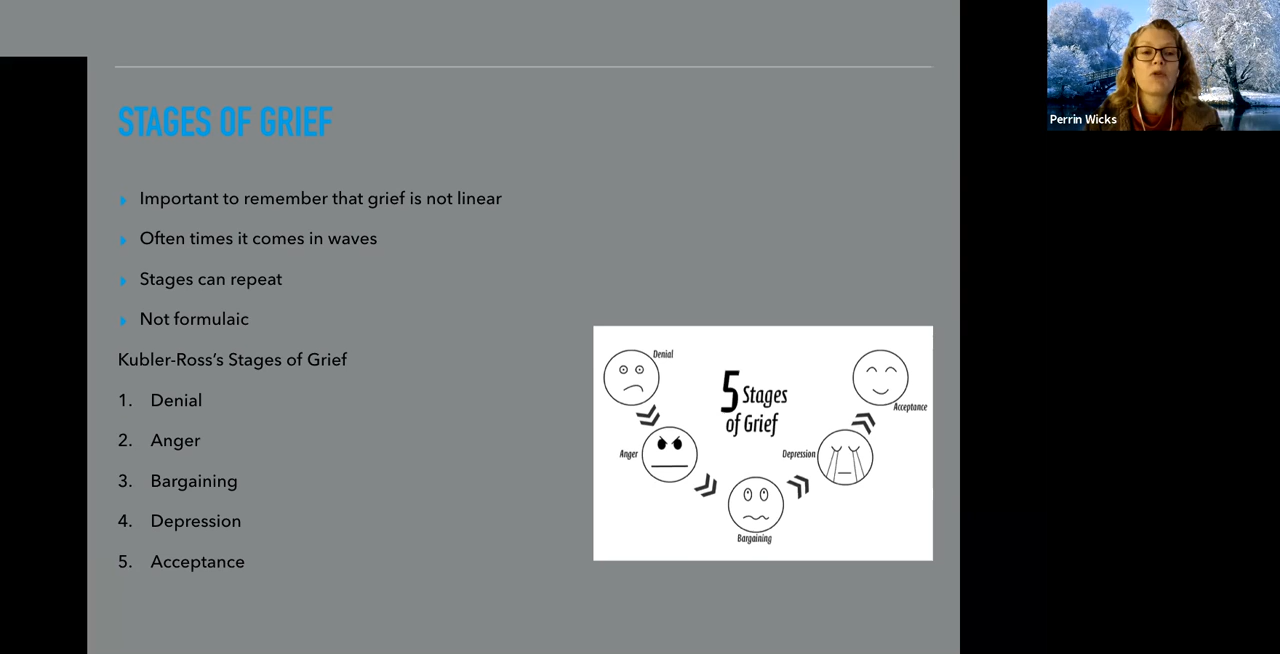 STAGES OF GRIEF
Important to remember that grief is not linear
Often times it comes in waves
Stages can repeat
Not formulaic
Kubler-Ross’s Stages of Grief
1. Denial
2. Anger
3. Bargaining
4. Depression
5. Acceptance
Denial
5 Stages
of Grief
Acceptance
Anger
Depression
Bargaining
Perrin Wicks